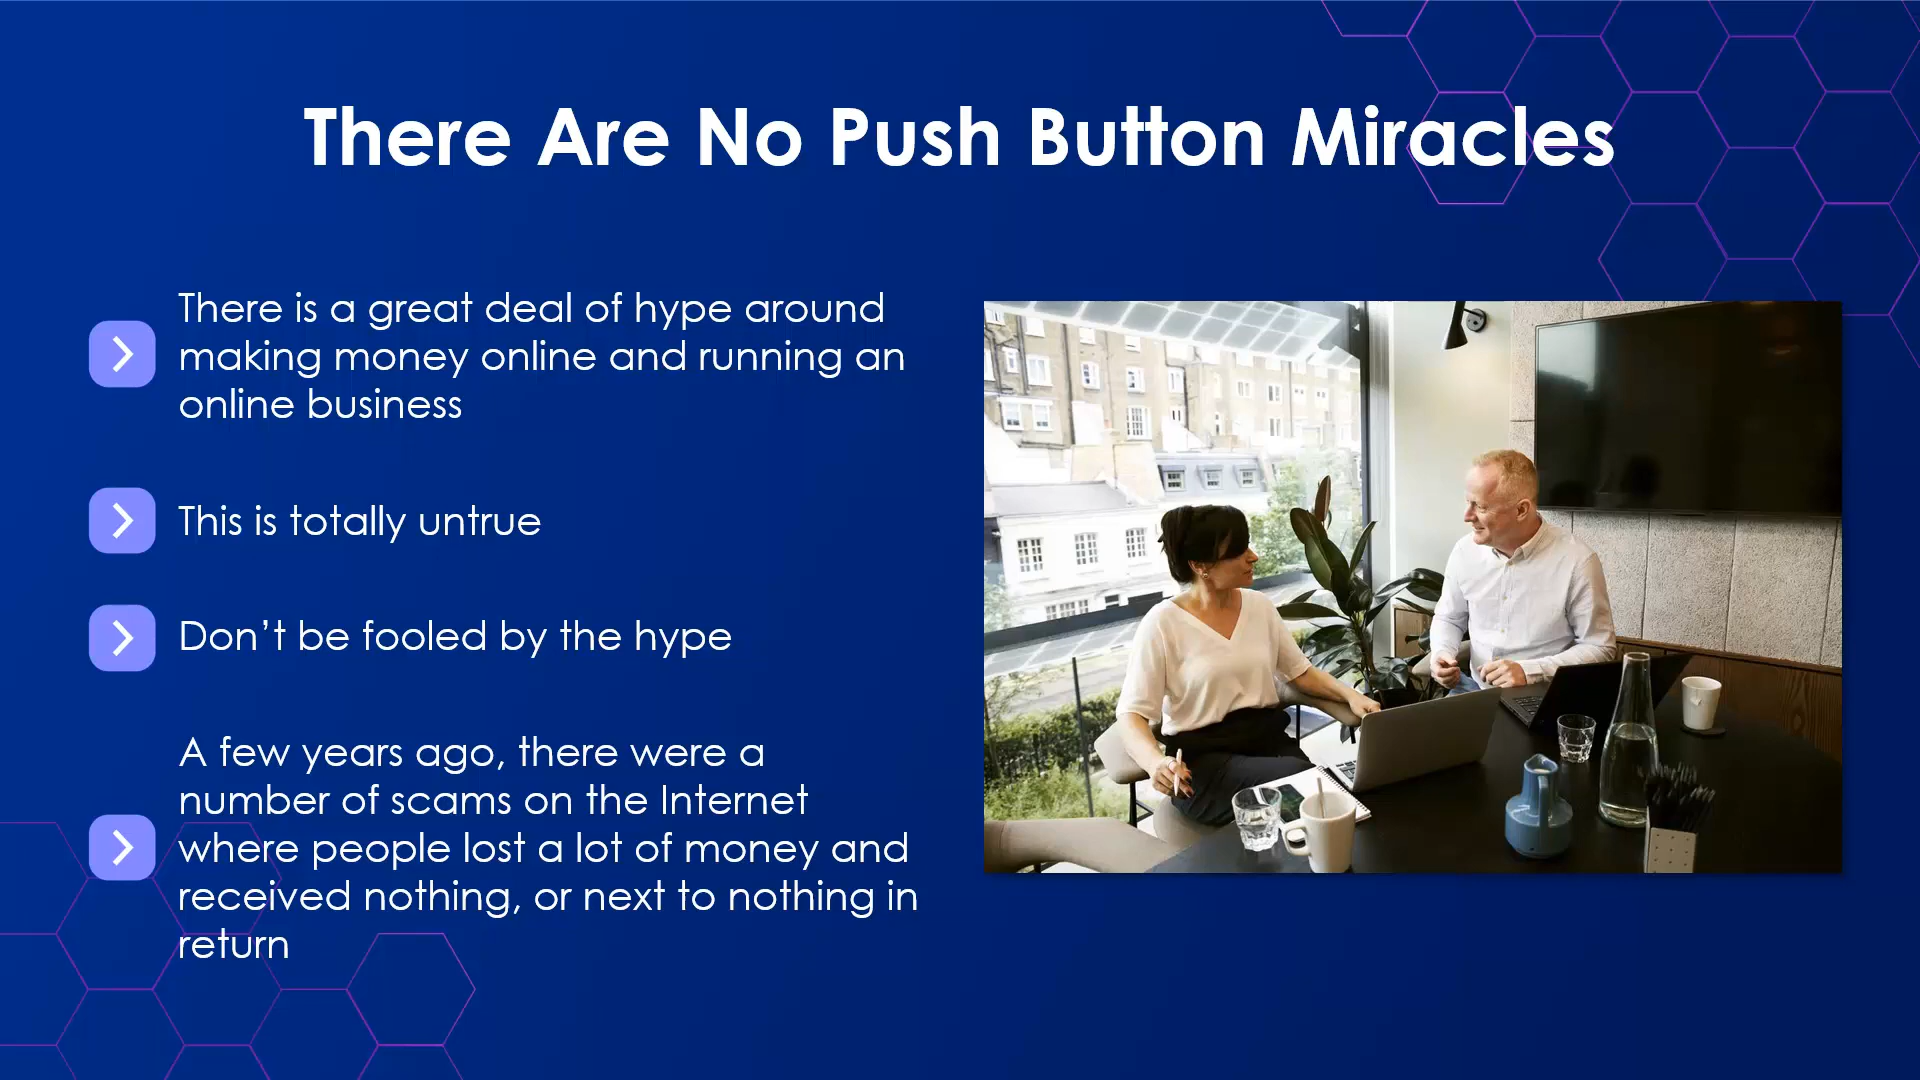 There Are No Push Button Miracles
There is a great deal of hype around
making money online and running an
online business
This is totally untrue
Don’t be fooled by the hype
A few years ago, there were a
number of scams on the Internet
where people lost a lot of money and
received nothing, or next to nothing in
return